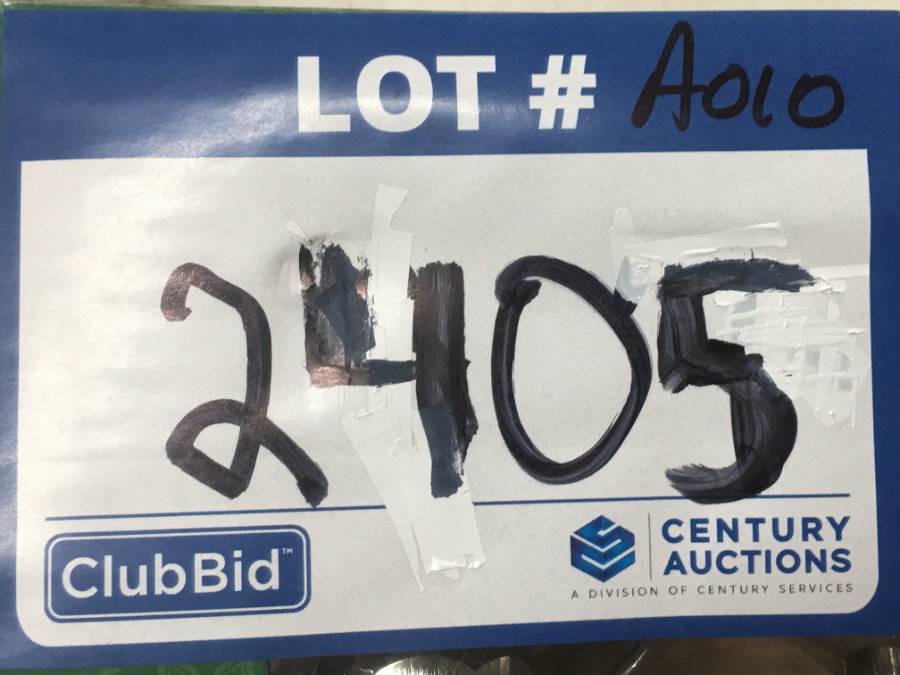 LOT # A010
2405
ClubBid™
CENTURY
AUCTIONS
A DIVISION OF CENTURY SERVICES